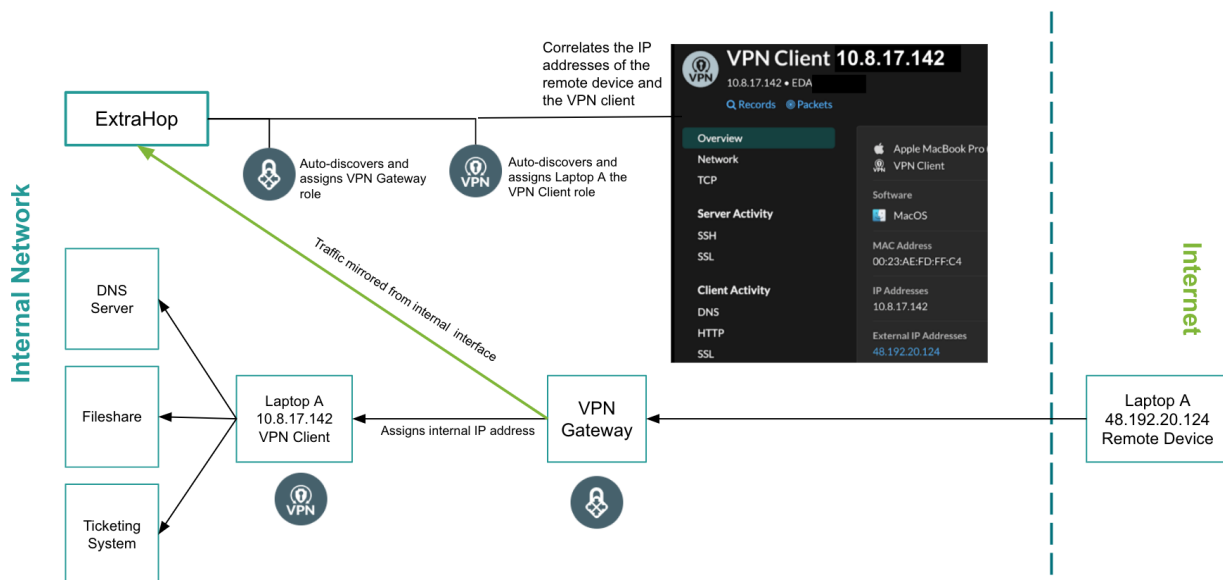 Correlates the IP
addresses of the
remote device and
the VPN client
VPN
VPN Client 10.8.17.142
10.8.17.142 • EDA
Records Packets
Overview
Network
TCP
Server Activity
SSH
SSL
Client Activity
DNS
HTTP
SSL
Apple MacBook Pro
VPN
VPN Client
Software
MacOS
MAC Address
00:23:AE:FD:FF:C4
IP Addresses
10.8.17.142
External IP Addresses
48.192.20.124
ExtraHop
Auto-discovers and
assigns VPN Gateway
role
VPN
Auto-discovers and
assigns Laptop A the
VPN Client role
Internal Network
Internet
Traffic mirrored from internal interface
DNS
Server
Fileshare
Ticketing
System
Laptop A
10.8.17.142
VPN Client
VPN
Assigns internal IP address
VPN
Gateway
Laptop A
48.192.20.124
Remote Device